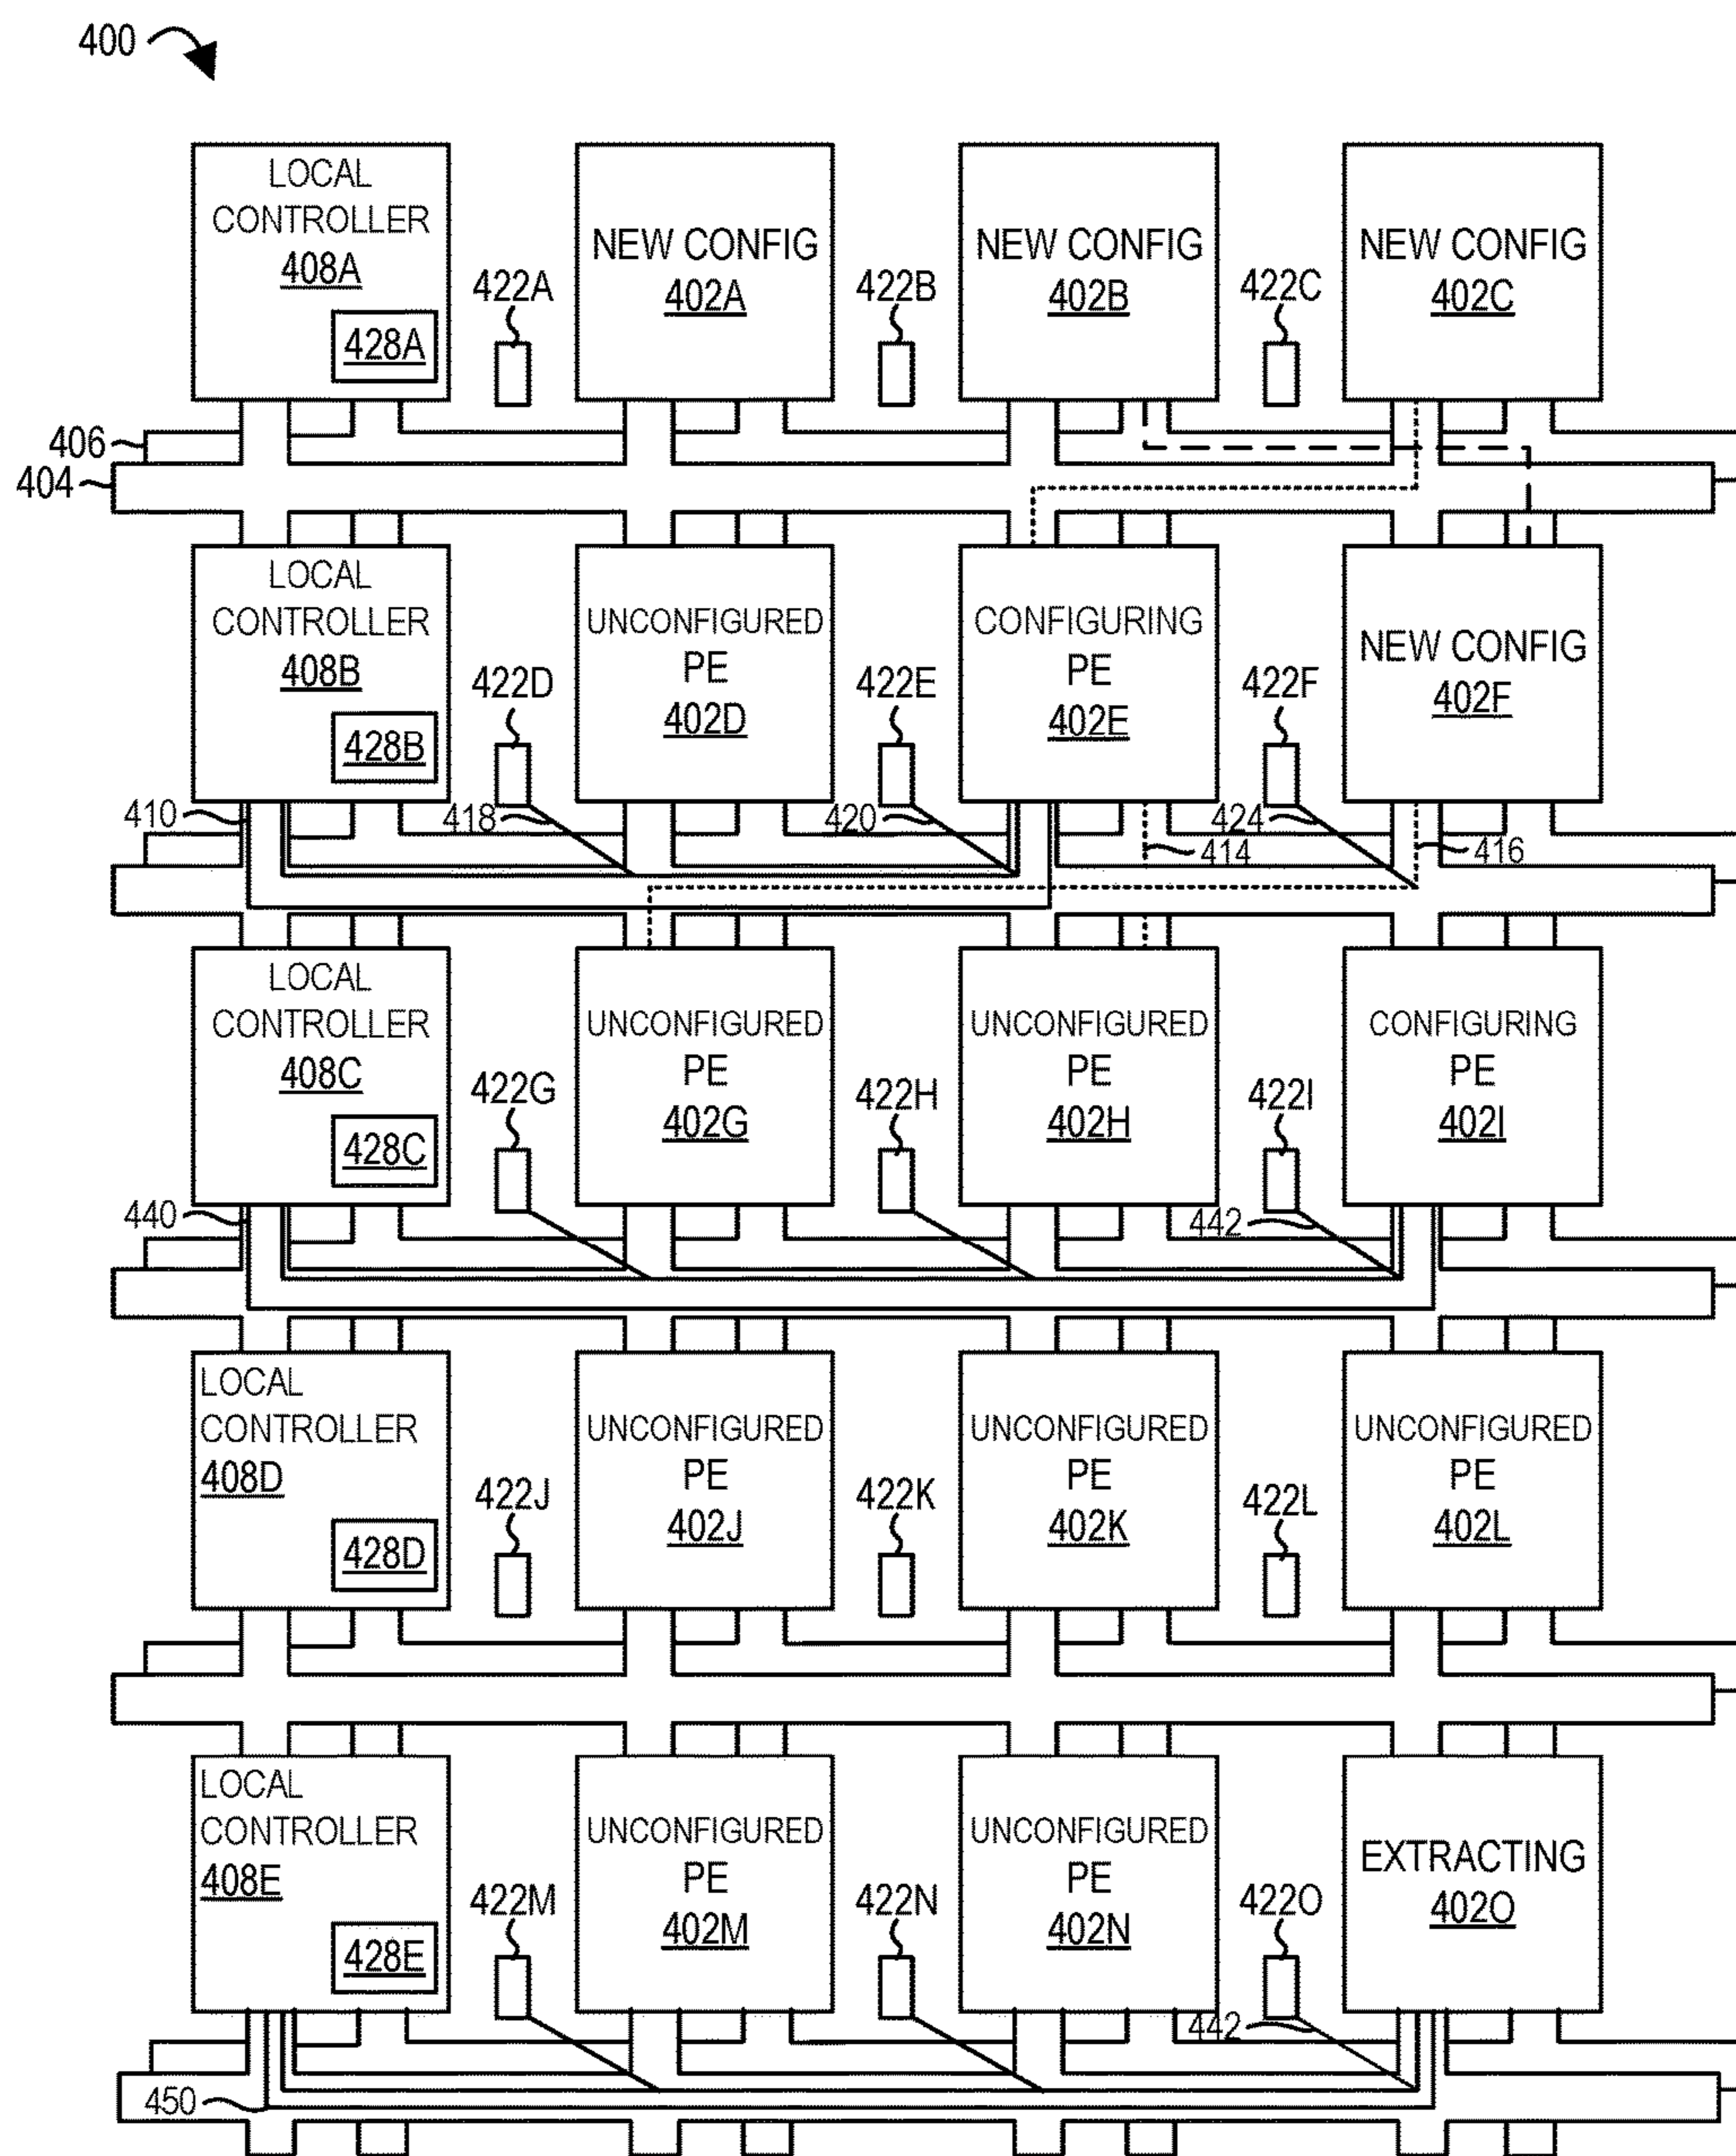 400
LOCAL
CONTROLLER
408A
428A
422A
NEW CONFIG
402A
422B
NEW CONFIG
402B
422C
NEW CONFIG
402C
406
404
LOCAL
CONTROLLER
408B
428B
422D
UNCONFIGURED
PE
402D
422E
CONFIGURING
PE
402E
422F
NEW CONFIG
402F
410
418
420
424
414
416
LOCAL
CONTROLLER
408C
428C
422G
UNCONFIGURED
PE
402G
422H
UNCONFIGURED
PE
402H
422I
CONFIGURING
PE
402I
440
442
LOCAL
CONTROLLER
408D
428D
422J
UNCONFIGURED
PE
402J
422K
UNCONFIGURED
PE
402K
422L
UNCONFIGURED
PE
402L
LOCAL
CONTROLLER
408E
428E
422M
UNCONFIGURED
PE
402M
422N
UNCONFIGURED
PE
402N
422O
EXTRACTING
402O
442
450